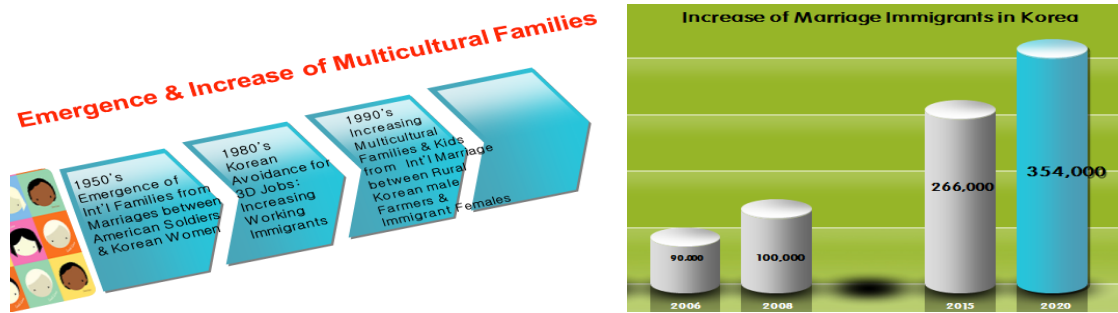 Emergence & Increase of Multicultural Families
1950's
Emergence of
Int'l Families from
Marriages between
American Soldiers
& Korean Women
1980's
Korean
Avoidance for
3D Jobs:
Increasing
Working
Immigrants
1990's
Increasing
Multicultural
Families & Kids
from Int'l Marriage
between Rural
Korean male
Farmers &
Immigrant Females
Increase of Marriage Immigrants in Korea
90.000
100,000
266,000
354,000
2006
2008
2015
2020